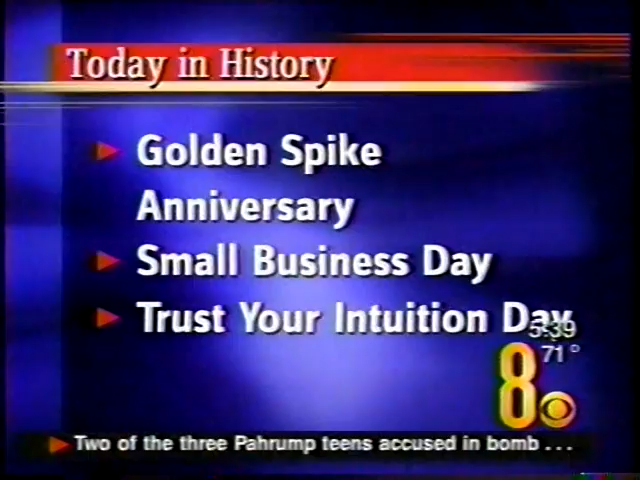 Today in History
Golden Spike
Anniversary
Small Business Day
Trust Your Intuition Day
5:39
71°
8
Two of the three Pahrump teens accused in bomb ...